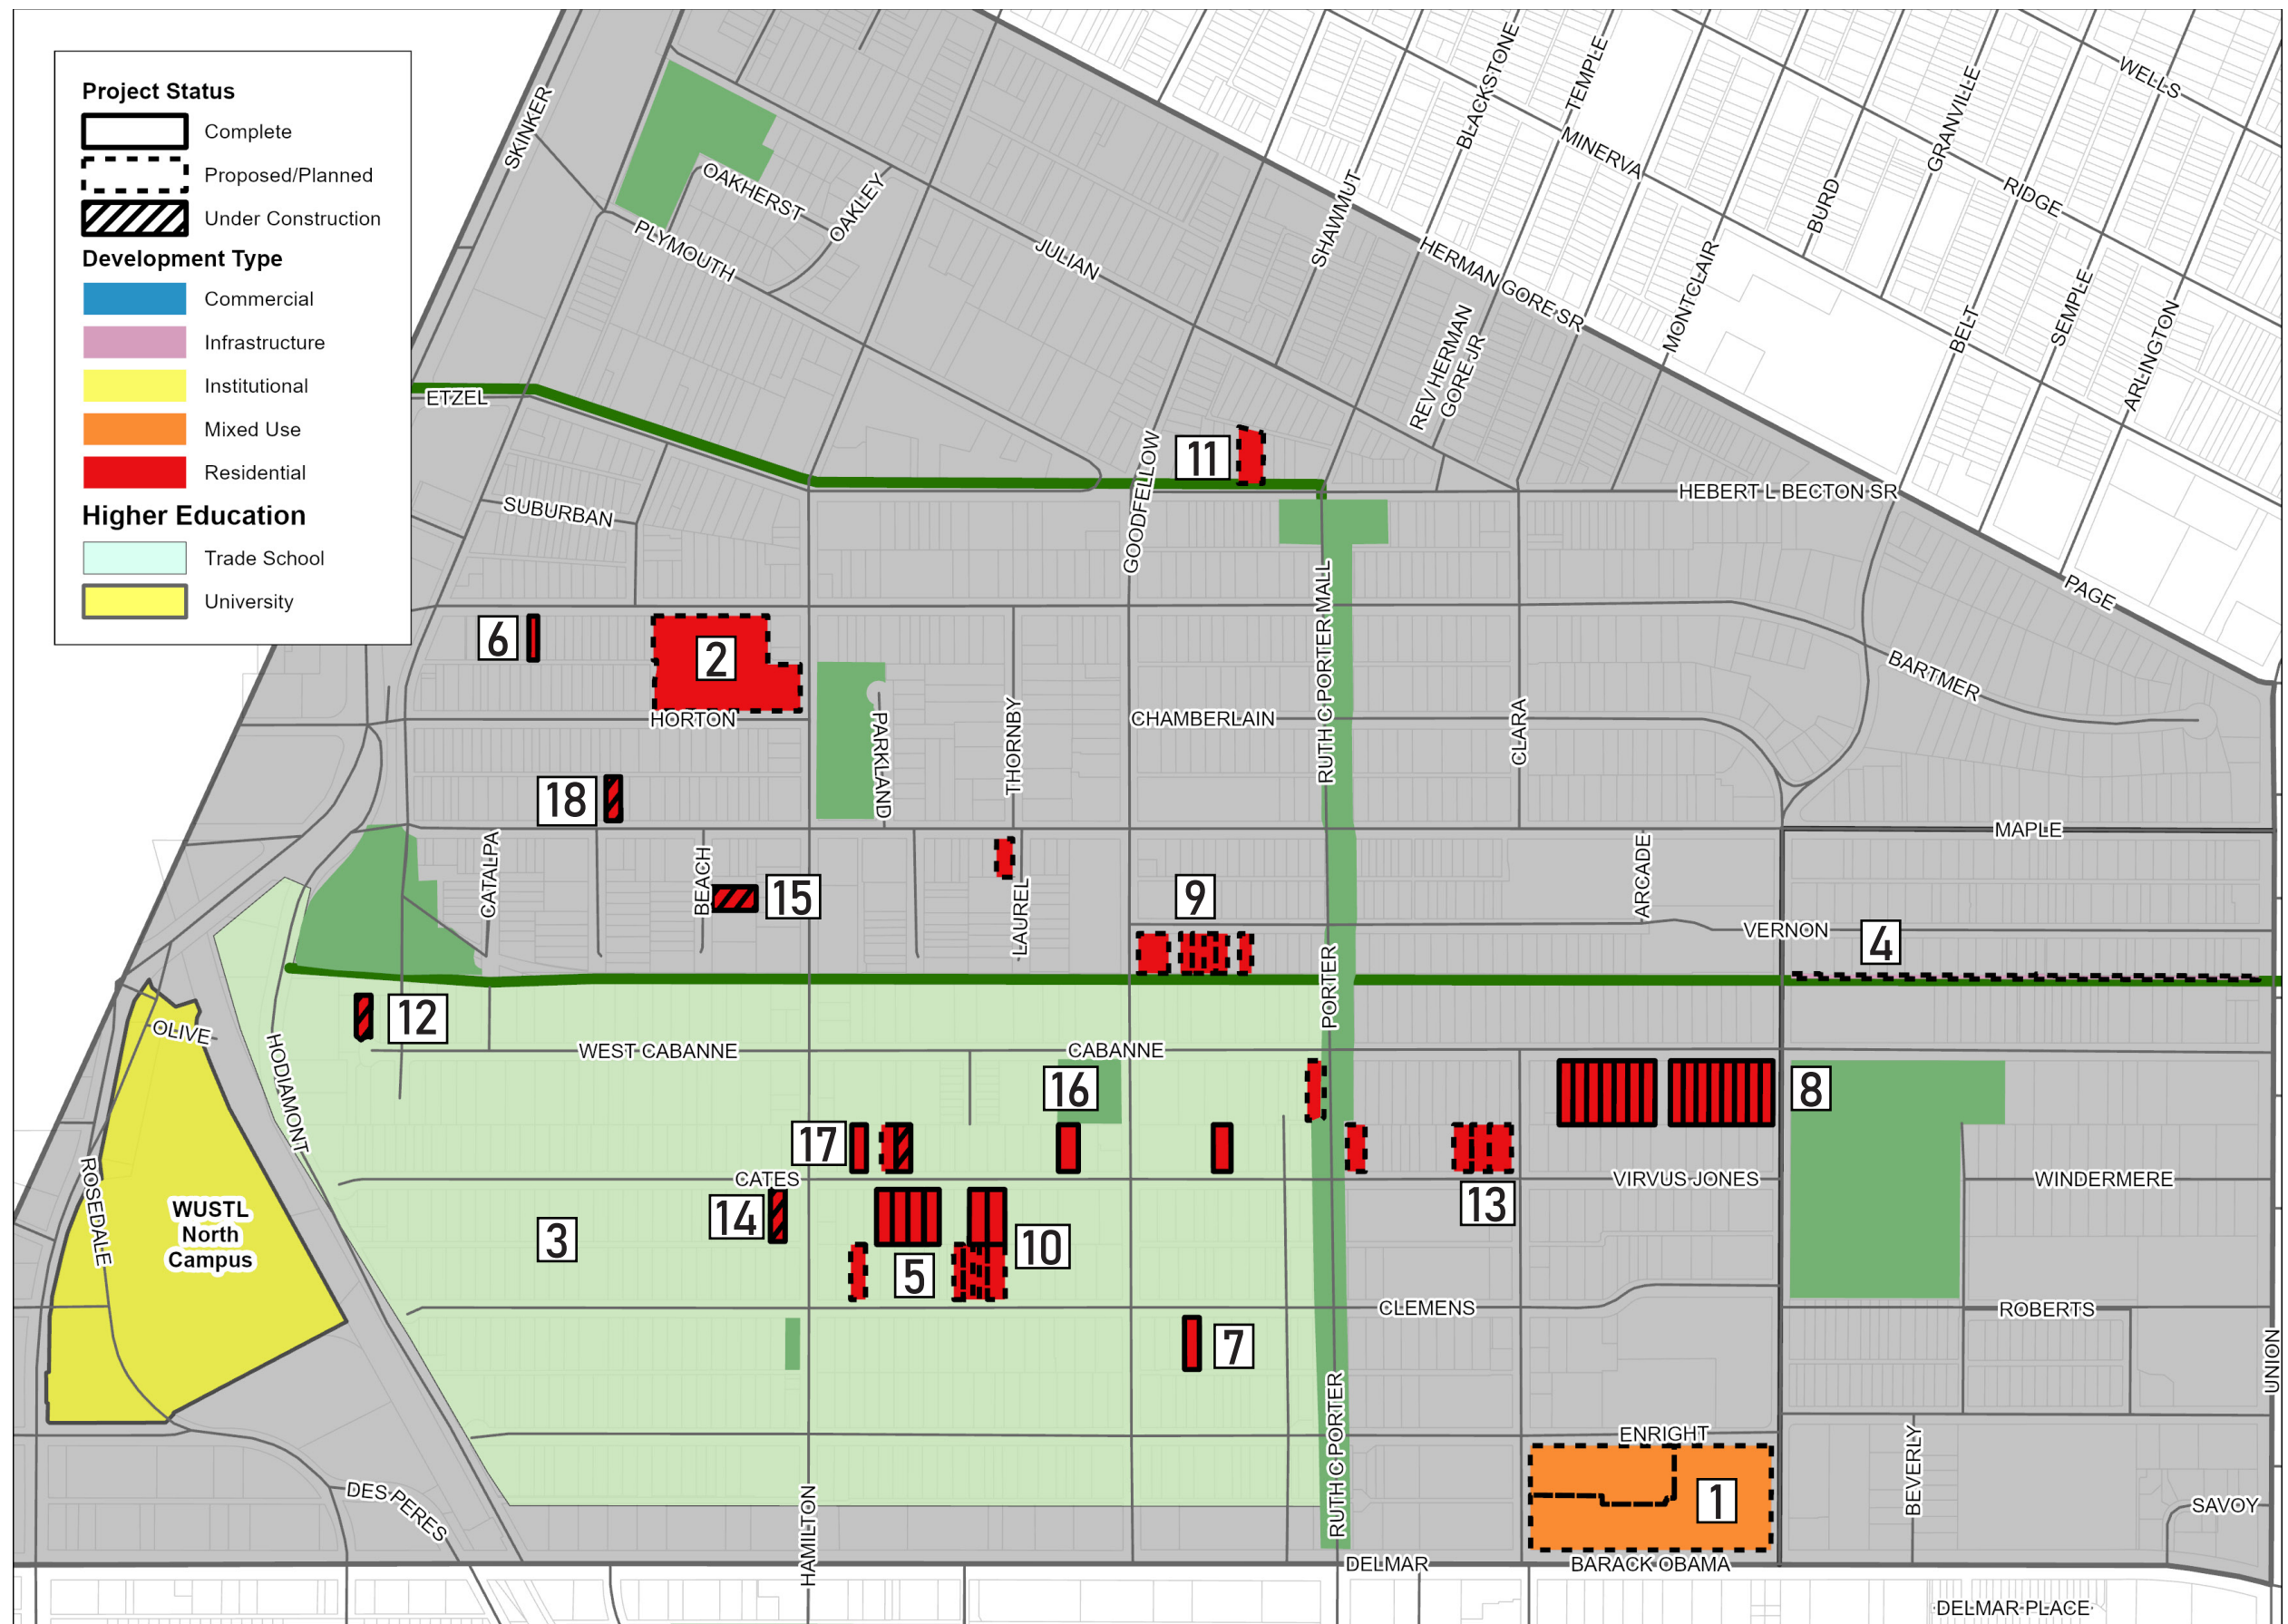 Project Status
Complete
Proposed/Planned
Under Construction
Development Type
Commercial
Infrastructure
Institutional
Mixed Use
Residential
Higher Education
Trade School
University
SKINKER
OAKHERST
OAKLEY
PLYMOUTH
JULIAN
SHAWMUT
BLACKSTONE
TEMPLE
MINERVA
WELLS
GRANVILLE
RIDGE
BURD
HERMAN GORE SR
MONTCLAIR
REV HERMAN
GORE JR
BELT
SEMPLE
ARLINGTON
ETZEL
11
GOODFELLOW
HEBERT L BECTON SR
SUBURBAN
PAGE
6
2
RUTH C PORTER MALL
BARTMER
HORTON
PARKLAND
THORNBY
CHAMBERLAIN
CLARA
18
MAPLE
CATALPA
BEACH
15
LAUREL
9
ARCADE
VERNON
4
PORTER
12
OLIVE
HODIAMONT
WEST CABANNE
CABANNE
16
8
17
CATES
VIRVUS JONES
WINDERMERE
ROSEDALE
WUSTL
North
Campus
3
14
5
10
13
CLEMENS
ROBERTS
7
UNION
RUTH C PORTER
ENRIGHT
1
BEVERLY
SAVOY
DES PERES
HAMILTON
DELMAR
BARACK OBAMA
DELMAR PLACE